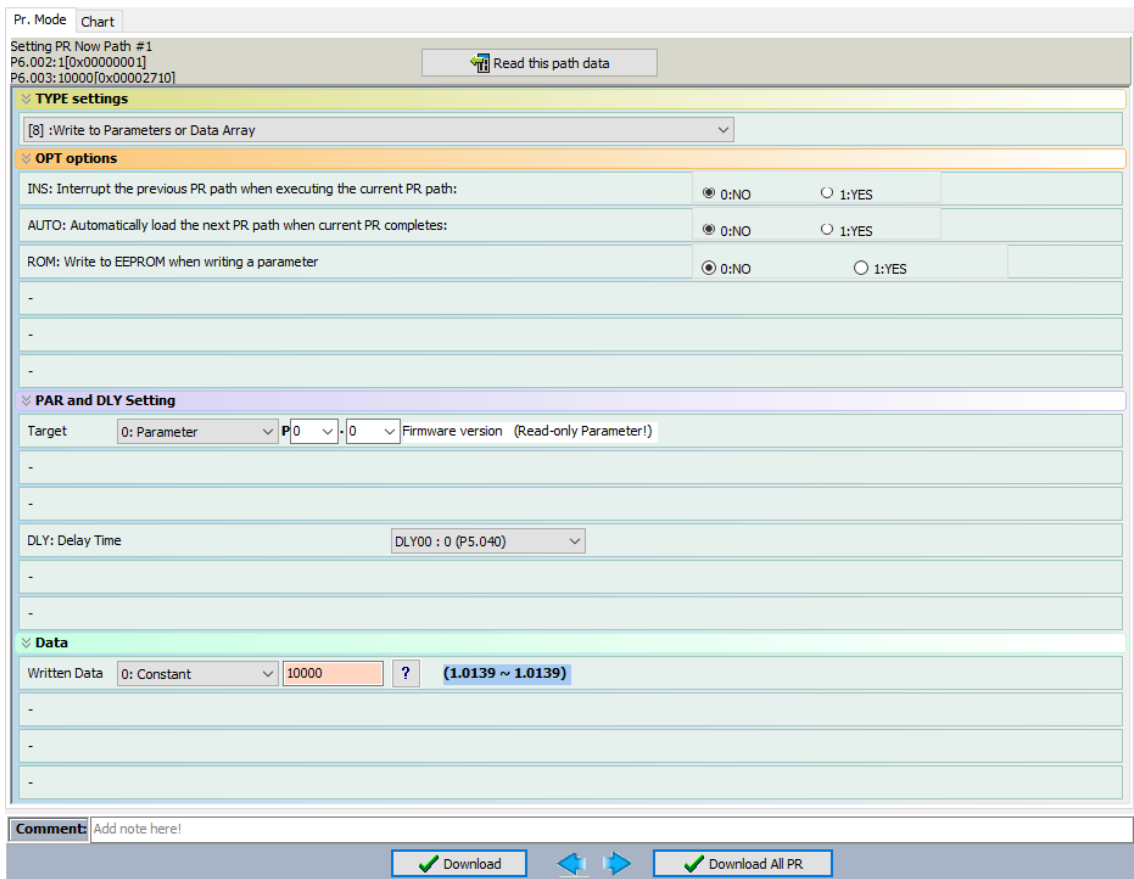 Pr. Mode Chart
Setting PR Now Path #1
P6.002:1[0x00000001]
P6.003:10000[0x00002710]
Read this path data
TYPE settings
[8] :Write to Parameters or Data Array
OPT options
INS: Interrupt the previous PR path when executing the current PR path: 0:NO 1:YES
AUTO: Automatically load the next PR path when current PR completes: 0:NO 1:YES
ROM: Write to EEPROM when writing a parameter 0:NO 1:YES
-
-
-
PAR and DLY Setting
Target 0: Parameter P 0 . 0 Firmware version (Read-only Parameter!)
-
-
DLY: Delay Time DLY00 : 0 (P5.040)
-
-
Data
Written Data 0: Constant 10000 ? (1.0139 ~ 1.0139)
-
-
-
Comment: Add note here!
Download Download All PR